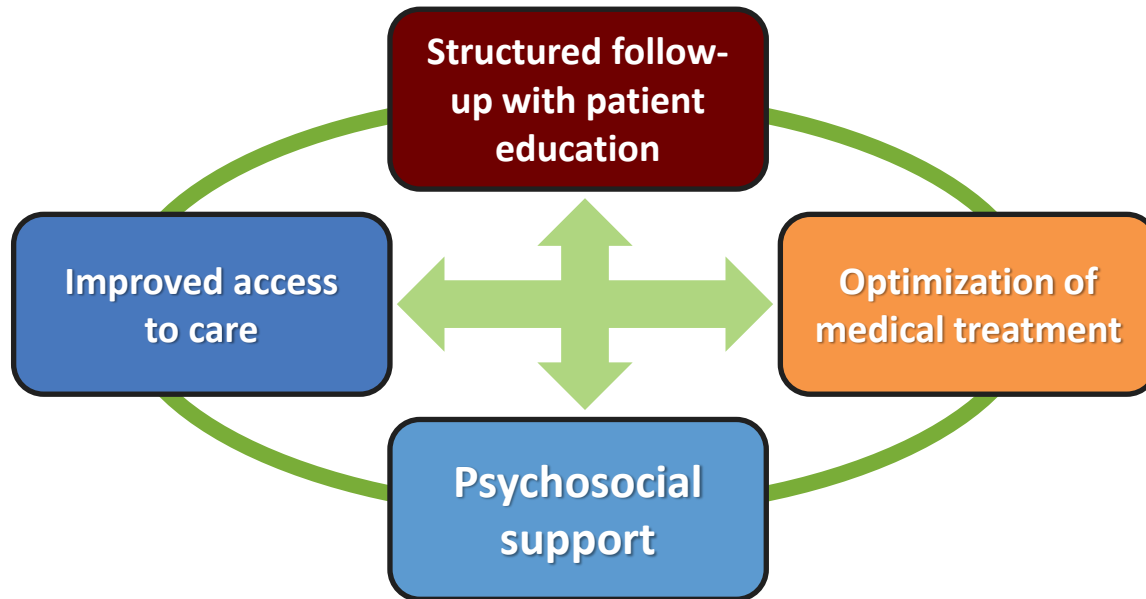 Structured follow-
up with patient
education
Improved access
to care
Optimization of
medical treatment
Psychosocial
support